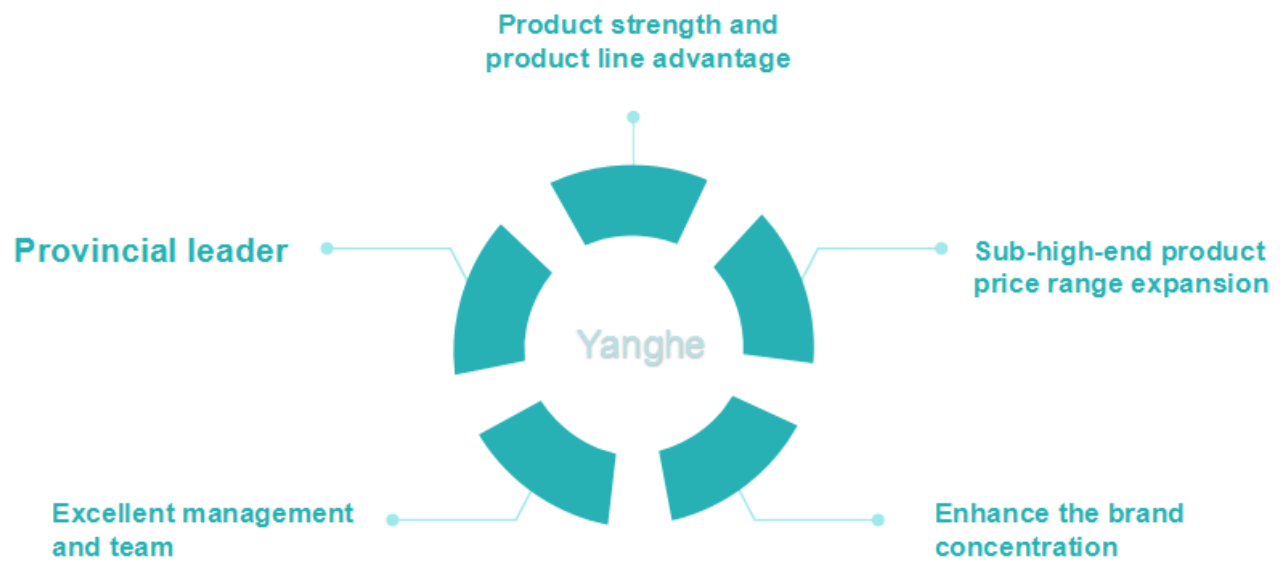 Product strength and
product line advantage
Provincial leader
Sub-high-end product
price range expansion
Yanghe
Excellent management
and team
Enhance the brand
concentration